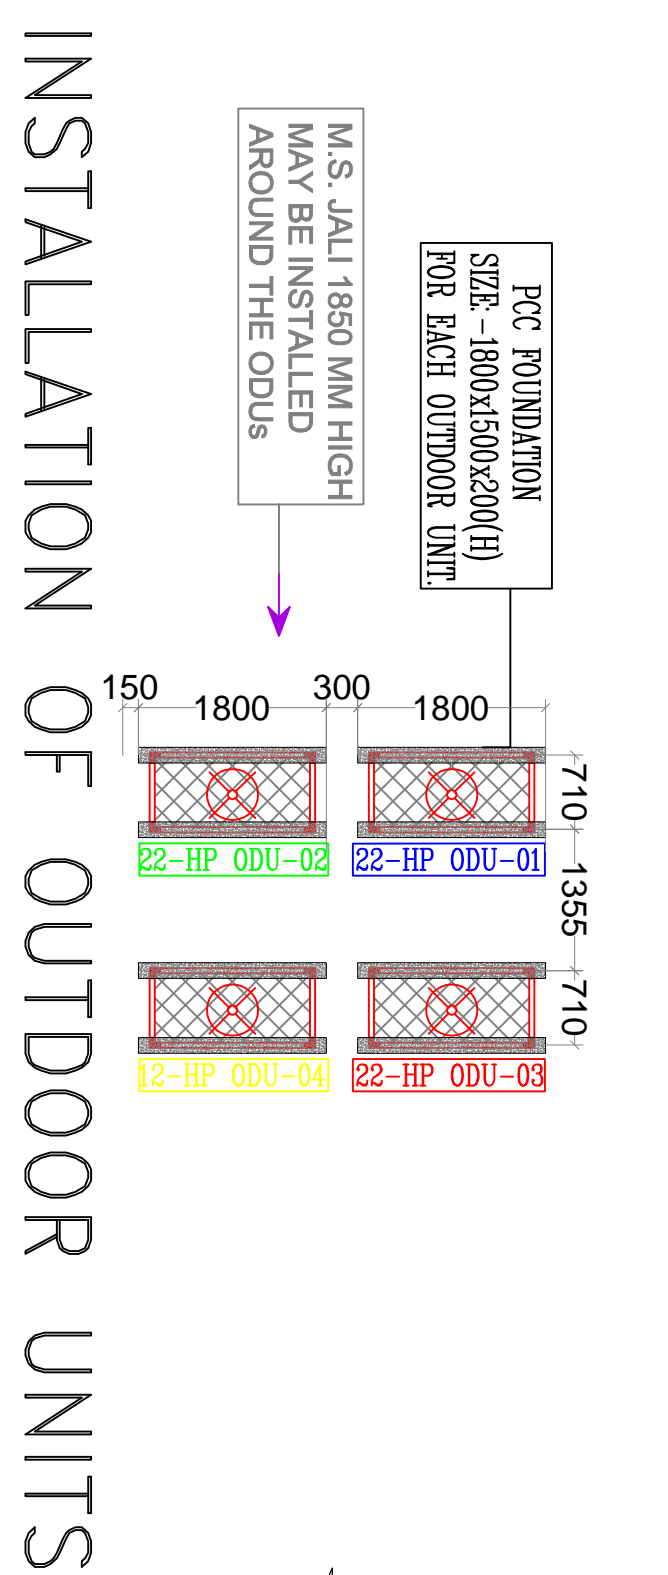 INSTALLATION OF OUTDOOR UNITS
M.S. JALI 1850 MM HIGH
MAY BE INSTALLED
AROUND THE ODUs
PCC FOUNDATION
SIZE:-1800x1500x200(H)
FOR EACH OUTDOOR UNIT.
150
1800
300
1800
710
1355
710
22-HP ODU-02
22-HP ODU-01
12-HP ODU-04
22-HP ODU-03